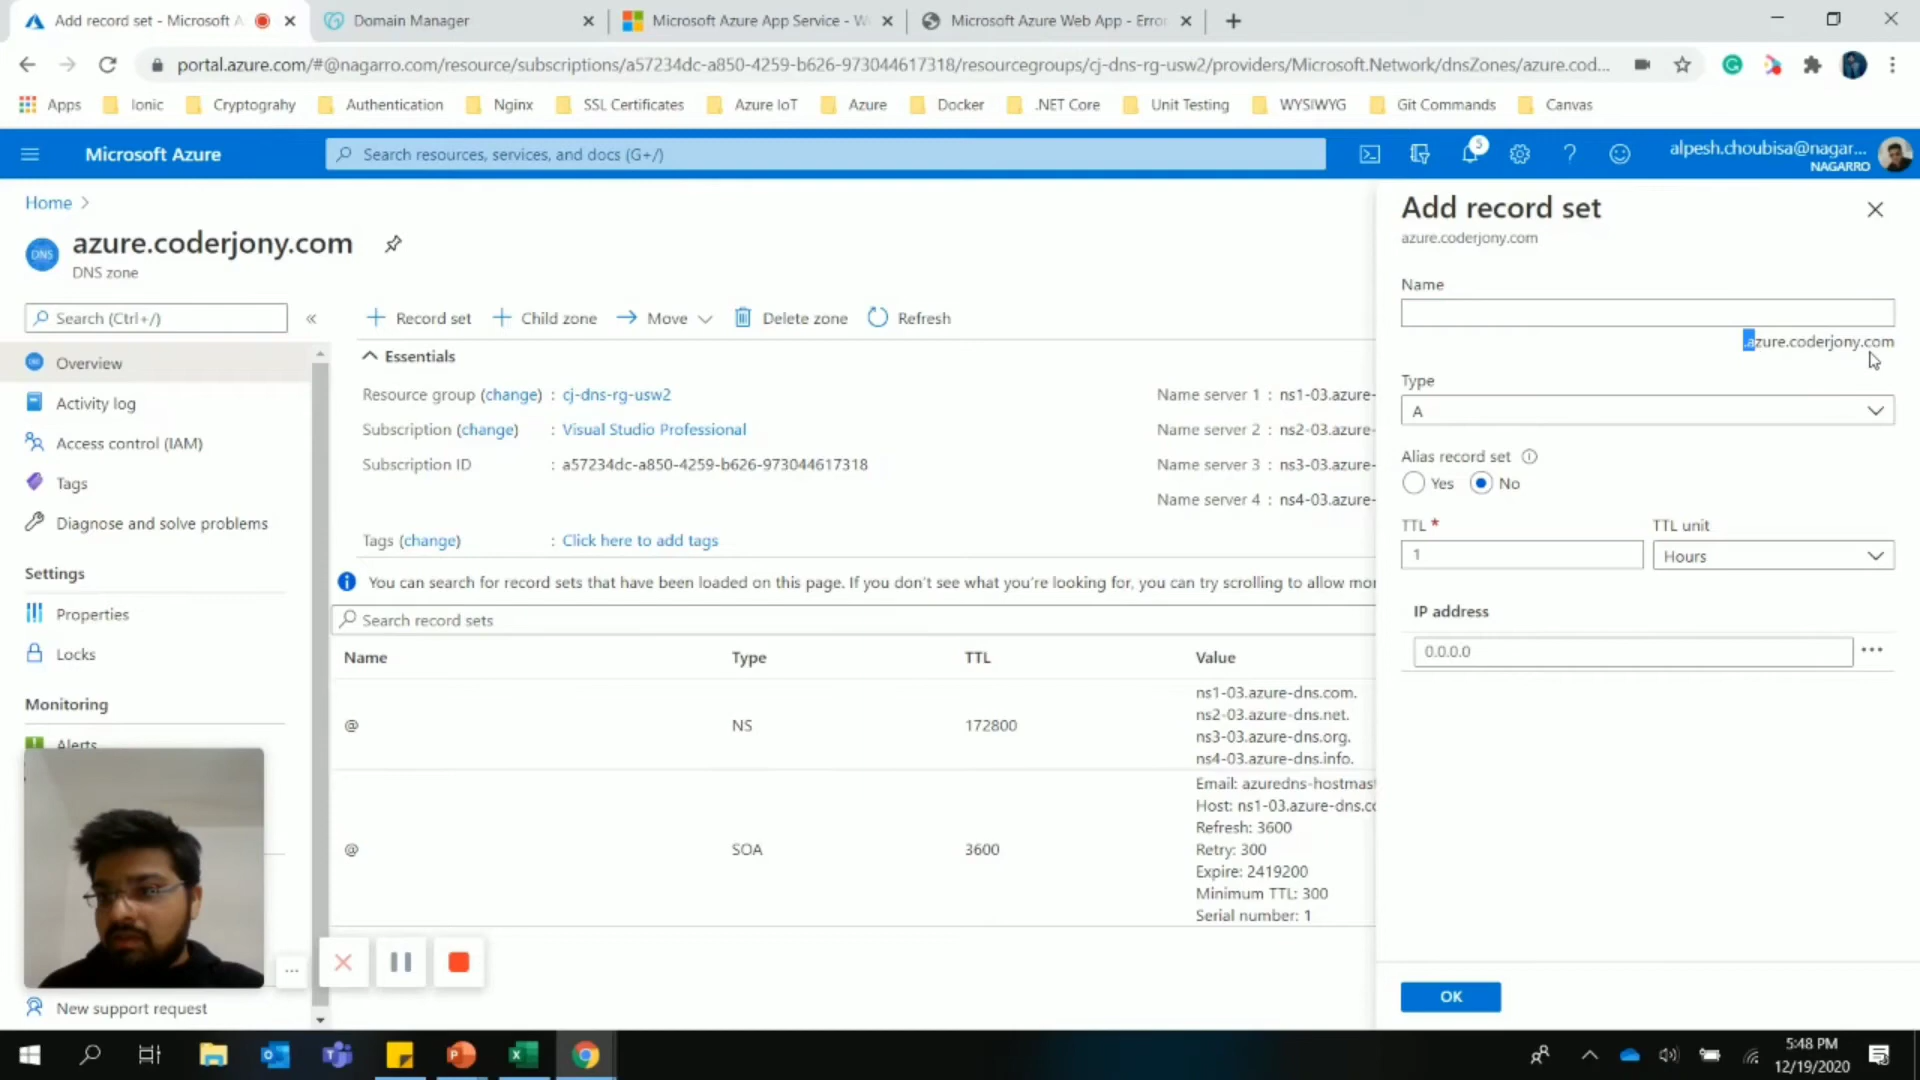 Add record set - Microsoft A
Domain Manager
Microsoft Azure App Service - W
Microsoft Azure Web App - Error
portal.azure.com/#@nagarro.com/resource/subscriptions/a57234dc-a850-4259-b626-973044617318/resourcegroups/cj-dns-rg-usw2/providers/Microsoft.Network/dnsZones/azure.cod...
Apps
Ionic
Cryptograhy
Authentication
Nginx
SSL Certificates
Azure IoT
Azure
Docker
.NET Core
Unit Testing
WYSIWYG
Git Commands
Canvas
Microsoft Azure
Search resources, services, and docs (G+/)
5
alpesh.choubisa@nagar...
NAGARRO
Home
azure.coderjony.com
DNS
DNS zone
Search (Ctrl+/)
Overview
Activity log
Access control (IAM)
Tags
Diagnose and solve problems
Settings
Properties
Locks
Monitoring
Alerts
New support request
Record set
Child zone
Move
Delete zone
Refresh
Essentials
Resource group (change) : cj-dns-rg-usw2
Subscription (change) : Visual Studio Professional
Subscription ID : a57234dc-a850-4259-b626-973044617318
Name server 1 : ns1-03.azure-
Name server 2 : ns2-03.azure-
Name server 3 : ns3-03.azure-
Name server 4 : ns4-03.azure-
Tags (change) : Click here to add tags
You can search for record sets that have been loaded on this page. If you don't see what you're looking for, you can try scrolling to allow mor
Search record sets
Name Type TTL Value
@ NS 172800
ns1-03.azure-dns.com.
ns2-03.azure-dns.net.
ns3-03.azure-dns.org.
ns4-03.azure-dns.info.
@ SOA 3600
Email: azuredns-hostmast
Host: ns1-03.azure-dns.co
Refresh: 3600
Retry: 300
Expire: 2419200
Minimum TTL: 300
Serial number: 1
Add record set
azure.coderjony.com
Name
.azure.coderjony.com
Type
A
Alias record set
Yes No
TTL *
TTL unit
1
Hours
IP address
0.0.0.0
OK
5:48 PM
12/19/2020